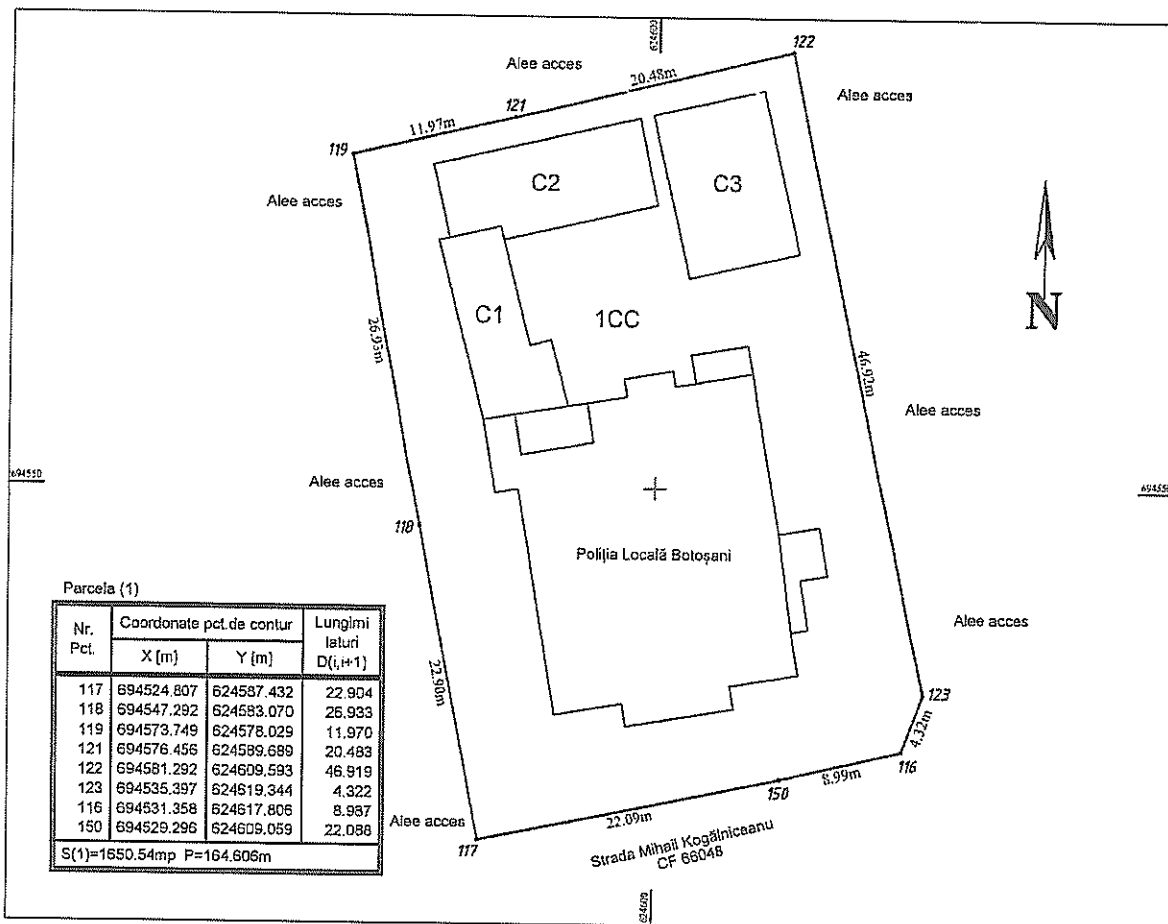 624600
122
Alee acces
20.48m
Alee acces
121
11.97m
119
C2
C3
Alee acces
C1
1CC
N
26.93m
46.92m
Alee acces
694550
694550
Alee acces
118
Poliția Locală Botoșani
Parcela (1)
Nr. Pct. Coordonate pct.de contur Lungimi laturi D(i,i+1)
X [m] Y [m]
117 694524.807 624587.432 22.904
118 694547.292 624583.070 26.933
119 694573.749 624578.029 11.970
121 694576.456 624589.689 20.483
122 694581.292 624609.593 46.919
123 694535.397 624619.344 4.322
116 694531.358 624617.806 8.987
150 694529.296 624609.059 22.088
S(1)=1650.54mp P=164.606m
Alee acces
22.90m
123
4.32m
116
8.99m
150
22.09m
Alee acces
117
Strada Mihail Kogălniceanu
CF 66048
624600